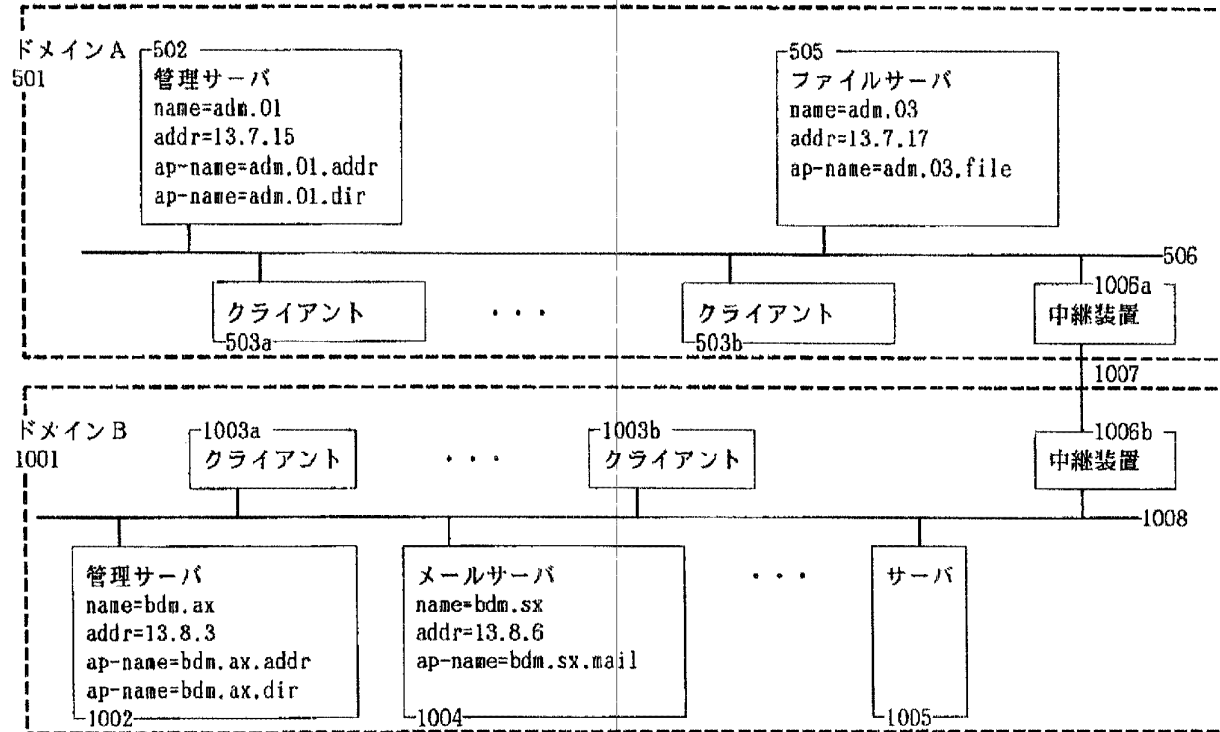 ドメインA
501
502
管理サーバ
name=adm.01
addr=13.7.15
ap-name=adm.01.addr
ap-name=adm.01.dir
505
ファイルサーバ
name=adm.03
addr=13.7.17
ap-name=adm.03.file
506
クライアント
503a
・・・
クライアント
503b
1006a
中継装置
1007
ドメインB
1001
1003a
クライアント
・・・
1003b
クライアント
1006b
中継装置
1008
管理サーバ
name=bdm.ax
addr=13.8.3
ap-name=bdm.ax.addr
ap-name=bdm.ax.dir
1002
メールサーバ
name=bdm.sx
addr=13.8.6
ap-name=bdm.sx.mail
1004
・・・
サーバ
1005